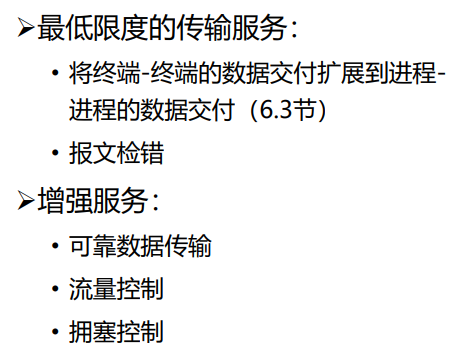 ➢最低限度的传输服务：
• 将终端-终端的数据交付扩展到进程-
进程的数据交付（6.3节）
• 报文检错
➢增强服务：
• 可靠数据传输
• 流量控制
• 拥塞控制